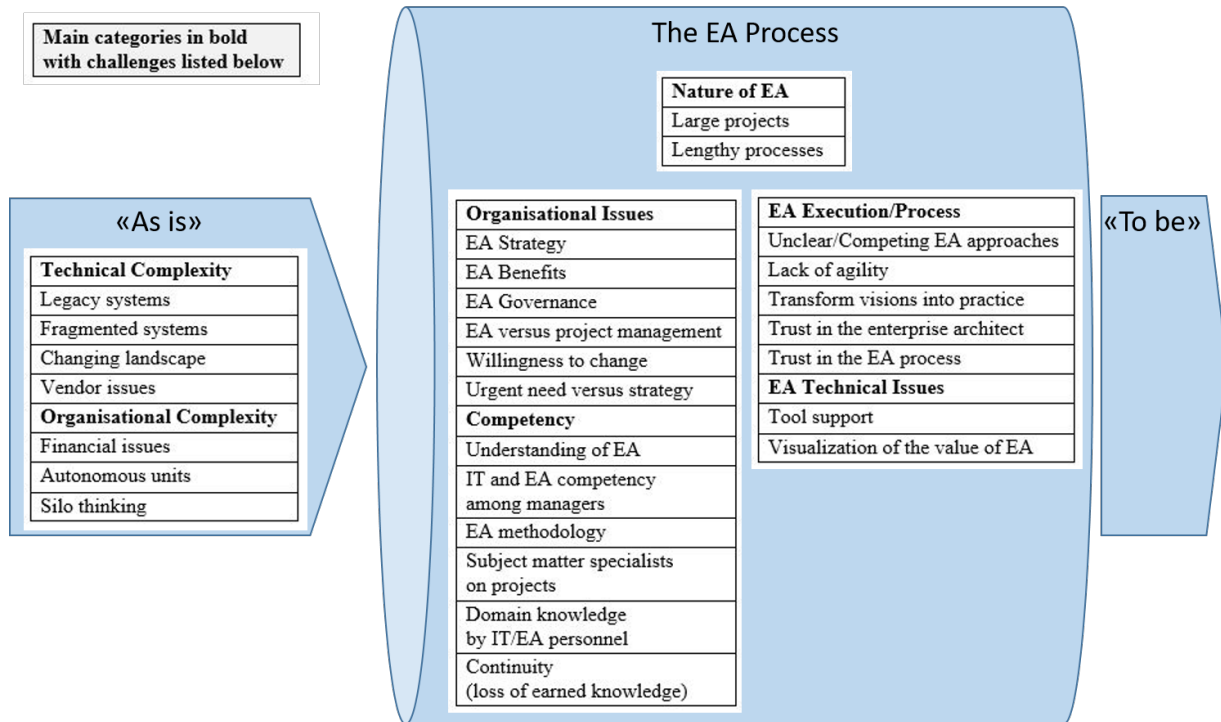 Main categories in bold
with challenges listed below
The EA Process
Nature of EA
Large projects
Lengthy processes
«As is»
Technical Complexity
Legacy systems
Fragmented systems
Changing landscape
Vendor issues
Organisational Complexity
Financial issues
Autonomous units
Silo thinking
Organisational Issues
EA Strategy
EA Benefits
EA Governance
EA versus project management
Willingness to change
Urgent need versus strategy
Competency
Understanding of EA
IT and EA competency
among managers
EA methodology
Subject matter specialists
on projects
Domain knowledge
by IT/EA personnel
Continuity
(loss of earned knowledge)
EA Execution/Process
Unclear/Competing EA approaches
Lack of agility
Transform visions into practice
Trust in the enterprise architect
Trust in the EA process
EA Technical Issues
Tool support
Visualization of the value of EA
«To be»